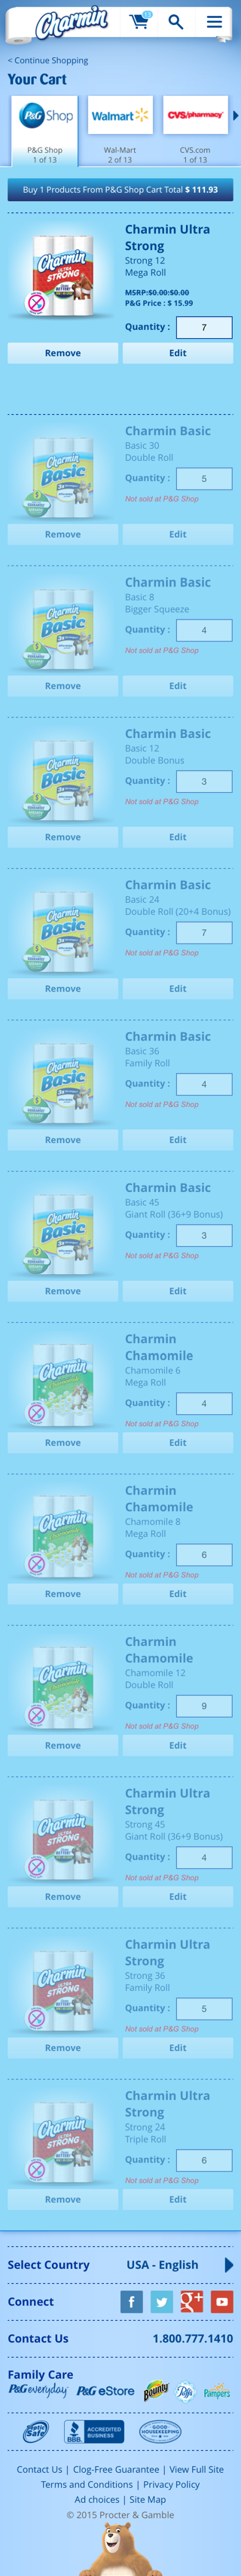 Charmin
13
< Continue Shopping
Your Cart
P&G Shop
Walmart
CVS/pharmacy
P&G Shop
1 of 13
Wal-Mart
2 of 13
CVS.com
1 of 13
Buy 1 Products From P&G Shop Cart Total $ 111.93
Charmin Ultra
Strong
Strong 12
Mega Roll
MSRP:$0.00:$0.00
P&G Price : $ 15.99
Quantity : 7
Remove
Edit
Charmin Basic
Basic 30
Double Roll
Quantity : 5
Not sold at P&G Shop
Remove
Edit
Charmin Basic
Basic 8
Bigger Squeeze
Quantity : 4
Not sold at P&G Shop
Remove
Edit
Charmin Basic
Basic 12
Double Bonus
Quantity : 3
Not sold at P&G Shop
Remove
Edit
Charmin Basic
Basic 24
Double Roll (20+4 Bonus)
Quantity : 7
Not sold at P&G Shop
Remove
Edit
Charmin Basic
Basic 36
Family Roll
Quantity : 4
Not sold at P&G Shop
Remove
Edit
Charmin Basic
Basic 45
Giant Roll (36+9 Bonus)
Quantity : 3
Not sold at P&G Shop
Remove
Edit
Charmin
Chamomile
Chamomile 6
Mega Roll
Quantity : 4
Not sold at P&G Shop
Remove
Edit
Charmin
Chamomile
Chamomile 8
Mega Roll
Quantity : 6
Not sold at P&G Shop
Remove
Edit
Charmin
Chamomile
Chamomile 12
Double Roll
Quantity : 9
Not sold at P&G Shop
Remove
Edit
Charmin Ultra
Strong
Strong 45
Giant Roll (36+9 Bonus)
Quantity : 4
Not sold at P&G Shop
Remove
Edit
Charmin Ultra
Strong
Strong 36
Family Roll
Quantity : 5
Not sold at P&G Shop
Remove
Edit
Charmin Ultra
Strong
Strong 24
Triple Roll
Quantity : 6
Not sold at P&G Shop
Remove
Edit
Select Country
USA - English
Connect
Contact Us
1.800.777.1410
Family Care
P&G everyday
P&G eStore
Bounty
Puffs
Pampers
Septic Safe
BBB
ACCREDITED
BUSINESS
GOOD
HOUSEKEEPING
Contact Us | Clog-Free Guarantee | View Full Site
Terms and Conditions | Privacy Policy
Ad choices | Site Map
© 2015 Procter & Gamble